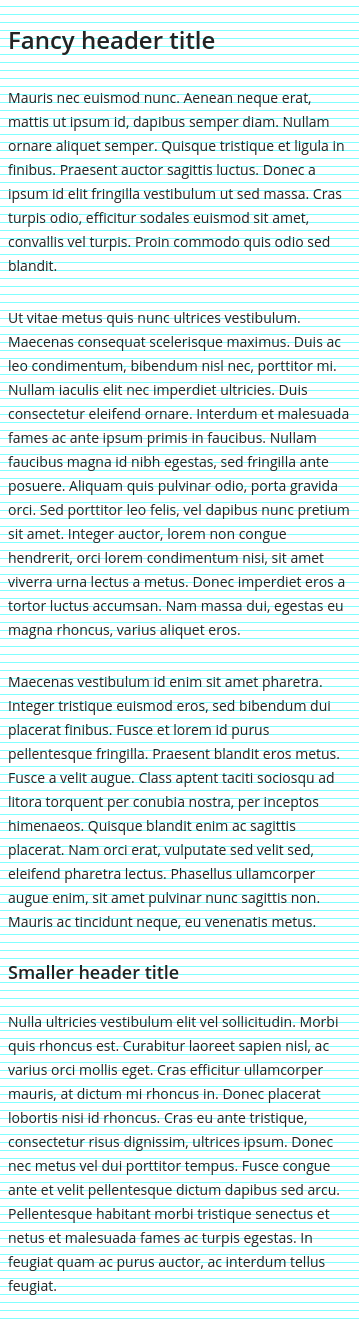 Fancy header title
Mauris nec euismod nunc. Aenean neque erat,
mattis ut ipsum id, dapibus semper diam. Nullam
ornare aliquet semper. Quisque tristique et ligula in
finibus. Praesent auctor sagittis luctus. Donec a
ipsum id elit fringilla vestibulum ut sed massa. Cras
turpis odio, efficitur sodales euismod sit amet,
convallis vel turpis. Proin commodo quis odio sed
blandit.
Ut vitae metus quis nunc ultrices vestibulum.
Maecenas consequat scelerisque maximus. Duis ac
leo condimentum, bibendum nisl nec, porttitor mi.
Nullam iaculis elit nec imperdiet ultricies. Duis
consectetur eleifend ornare. Interdum et malesuada
fames ac ante ipsum primis in faucibus. Nullam
faucibus magna id nibh egestas, sed fringilla ante
posuere. Aliquam quis pulvinar odio, porta gravida
orci. Sed porttitor leo felis, vel dapibus nunc pretium
sit amet. Integer auctor, lorem non congue
hendrerit, orci lorem condimentum nisi, sit amet
viverra urna lectus a metus. Donec imperdiet eros a
tortor luctus accumsan. Nam massa dui, egestas eu
magna rhoncus, varius aliquet eros.
Maecenas vestibulum id enim sit amet pharetra.
Integer tristique euismod eros, sed bibendum dui
placerat finibus. Fusce et lorem id purus
pellentesque fringilla. Praesent blandit eros metus.
Fusce a velit augue. Class aptent taciti sociosqu ad
litora torquent per conubia nostra, per inceptos
himenaeos. Quisque blandit enim ac sagittis
placerat. Nam orci erat, vulputate sed velit sed,
eleifend pharetra lectus. Phasellus ullamcorper
augue enim, sit amet pulvinar nunc sagittis non.
Mauris ac tincidunt neque, eu venenatis metus.
Smaller header title
Nulla ultricies vestibulum elit vel sollicitudin. Morbi
quis rhoncus est. Curabitur laoreet sapien nisl, ac
varius orci mollis eget. Cras efficitur ullamcorper
mauris, at dictum mi rhoncus in. Donec placerat
lobortis nisi id rhoncus. Cras eu ante tristique,
consectetur risus dignissim, ultrices ipsum. Donec
nec metus vel dui porttitor tempus. Fusce congue
ante et velit pellentesque dictum dapibus sed arcu.
Pellentesque habitant morbi tristique senectus et
netus et malesuada fames ac turpis egestas. In
feugiat quam ac purus auctor, ac interdum tellus
feugiat.